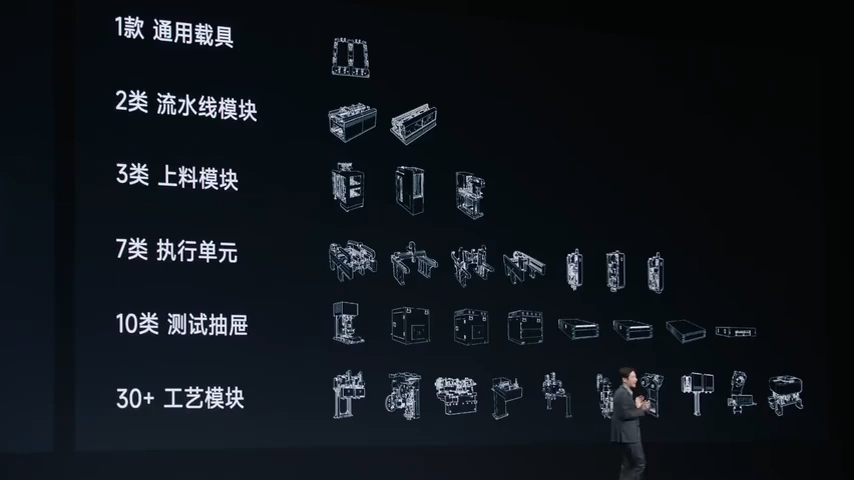 1款 通用载具
2类 流水线模块
3类 上料模块
7类 执行单元
10类 测试抽屉
30+ 工艺模块